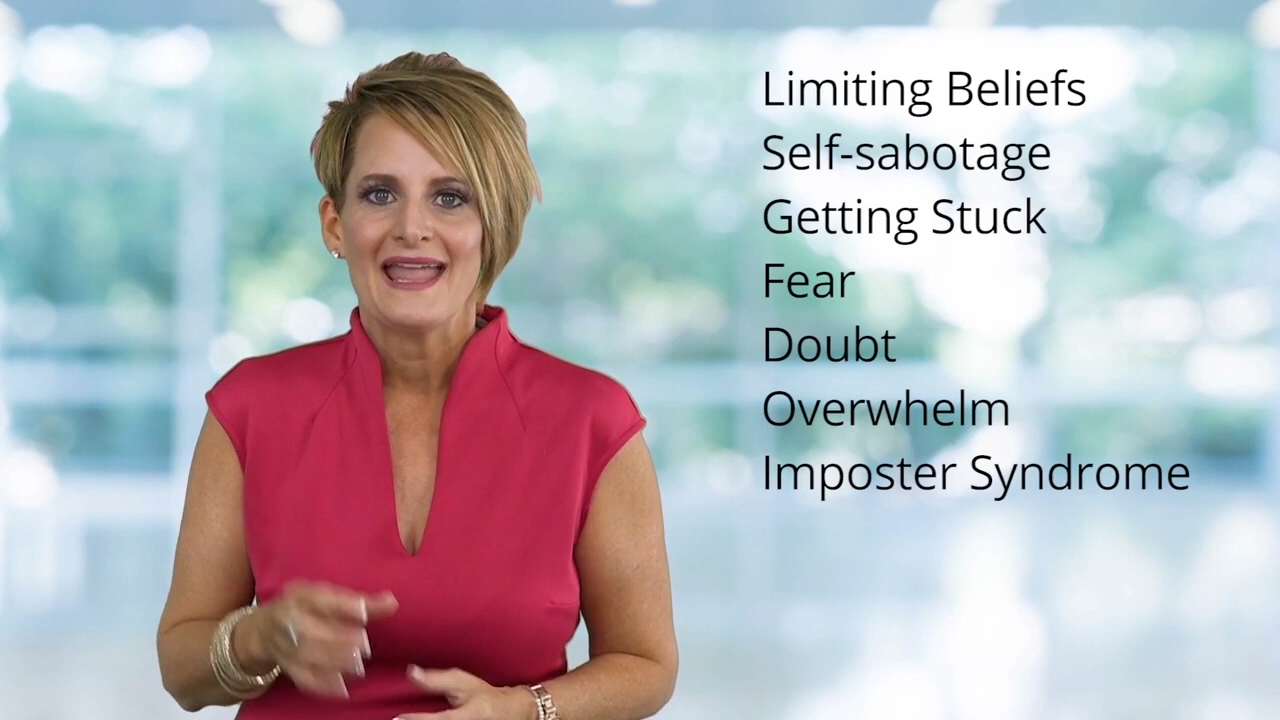 Limiting Beliefs
Self-sabotage
Getting Stuck
Fear
Doubt
Overwhelm
Imposter Syndrome